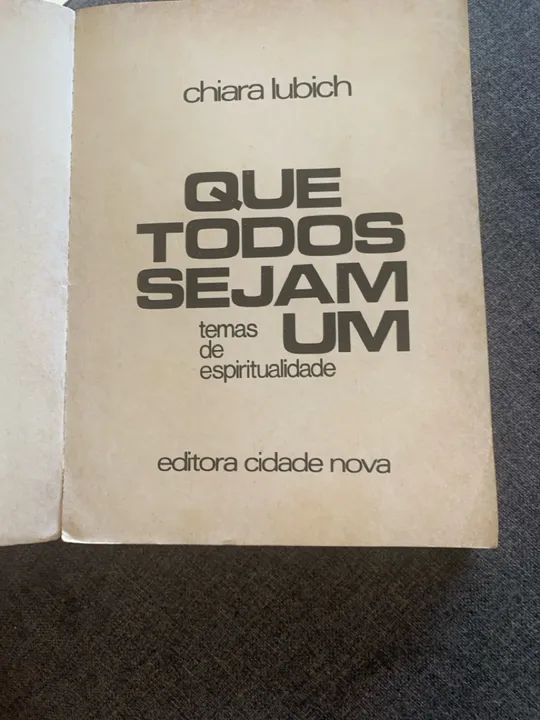 chiara lubich
QUE
TODOS
SEJAM
UM
temas
de
espiritualidade
editora cidade nova